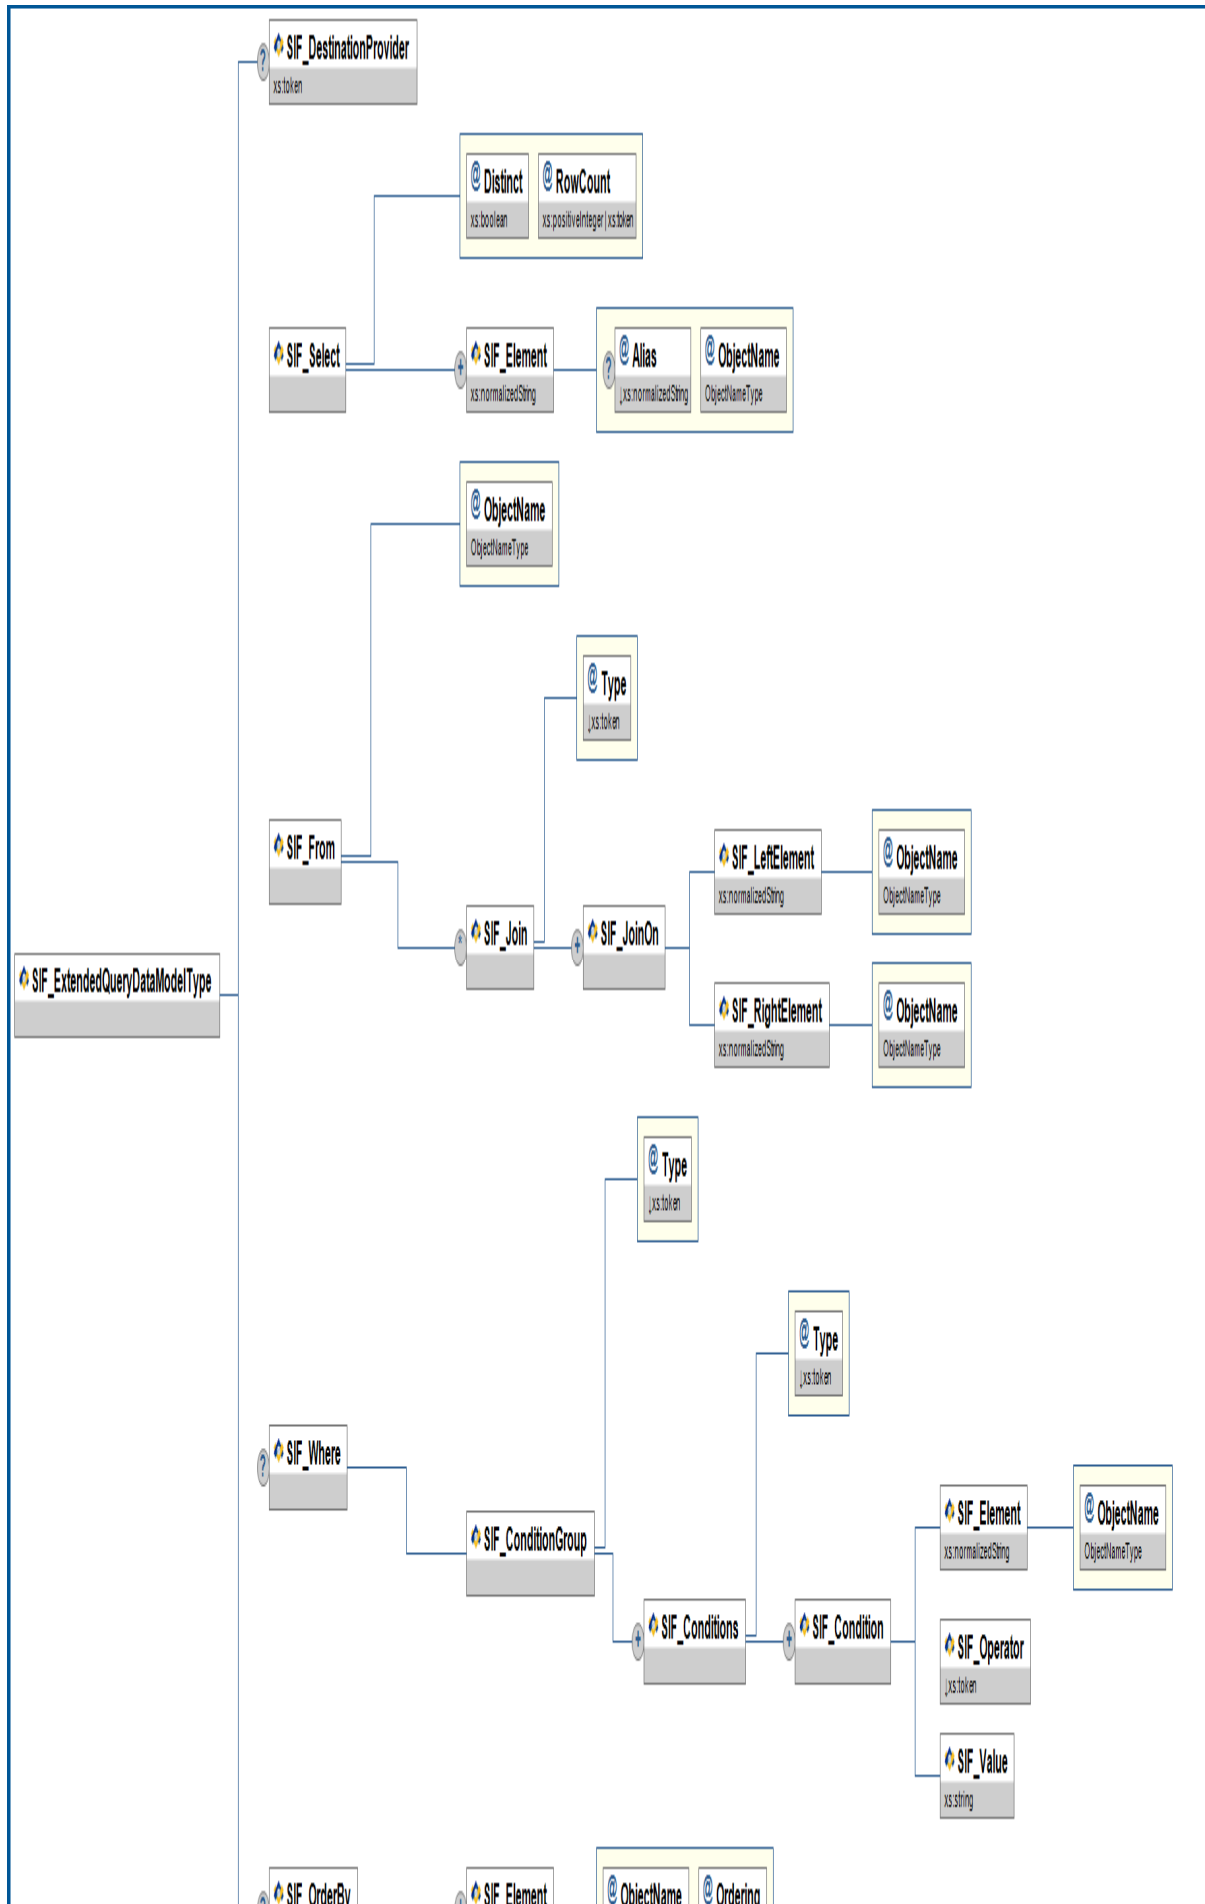 SIF_DestinationProvider
xs:token
@ Distinct
xs:boolean
@ RowCount
xs:positiveInteger | xs:token
SIF_Select
+
SIF_Element
xs:normalizedString
?
@ Alias
xs:normalizedString
@ ObjectName
ObjectNameType
@ ObjectName
ObjectNameType
@ Type
xs:token
SIF_From
*
SIF_Join
+
SIF_JoinOn
SIF_LeftElement
xs:normalizedString
@ ObjectName
ObjectNameType
SIF_ExtendedQueryDataModelType
SIF_RightElement
xs:normalizedString
@ ObjectName
ObjectNameType
@ Type
xs:token
@ Type
xs:token
?
SIF_Where
SIF_ConditionGroup
+
SIF_Conditions
+
SIF_Condition
SIF_Element
xs:normalizedString
@ ObjectName
ObjectNameType
SIF_Operator
xs:token
SIF_Value
xs:string
?
SIF_OrderBy
+
SIF_Element
@ ObjectName
@ Ordering